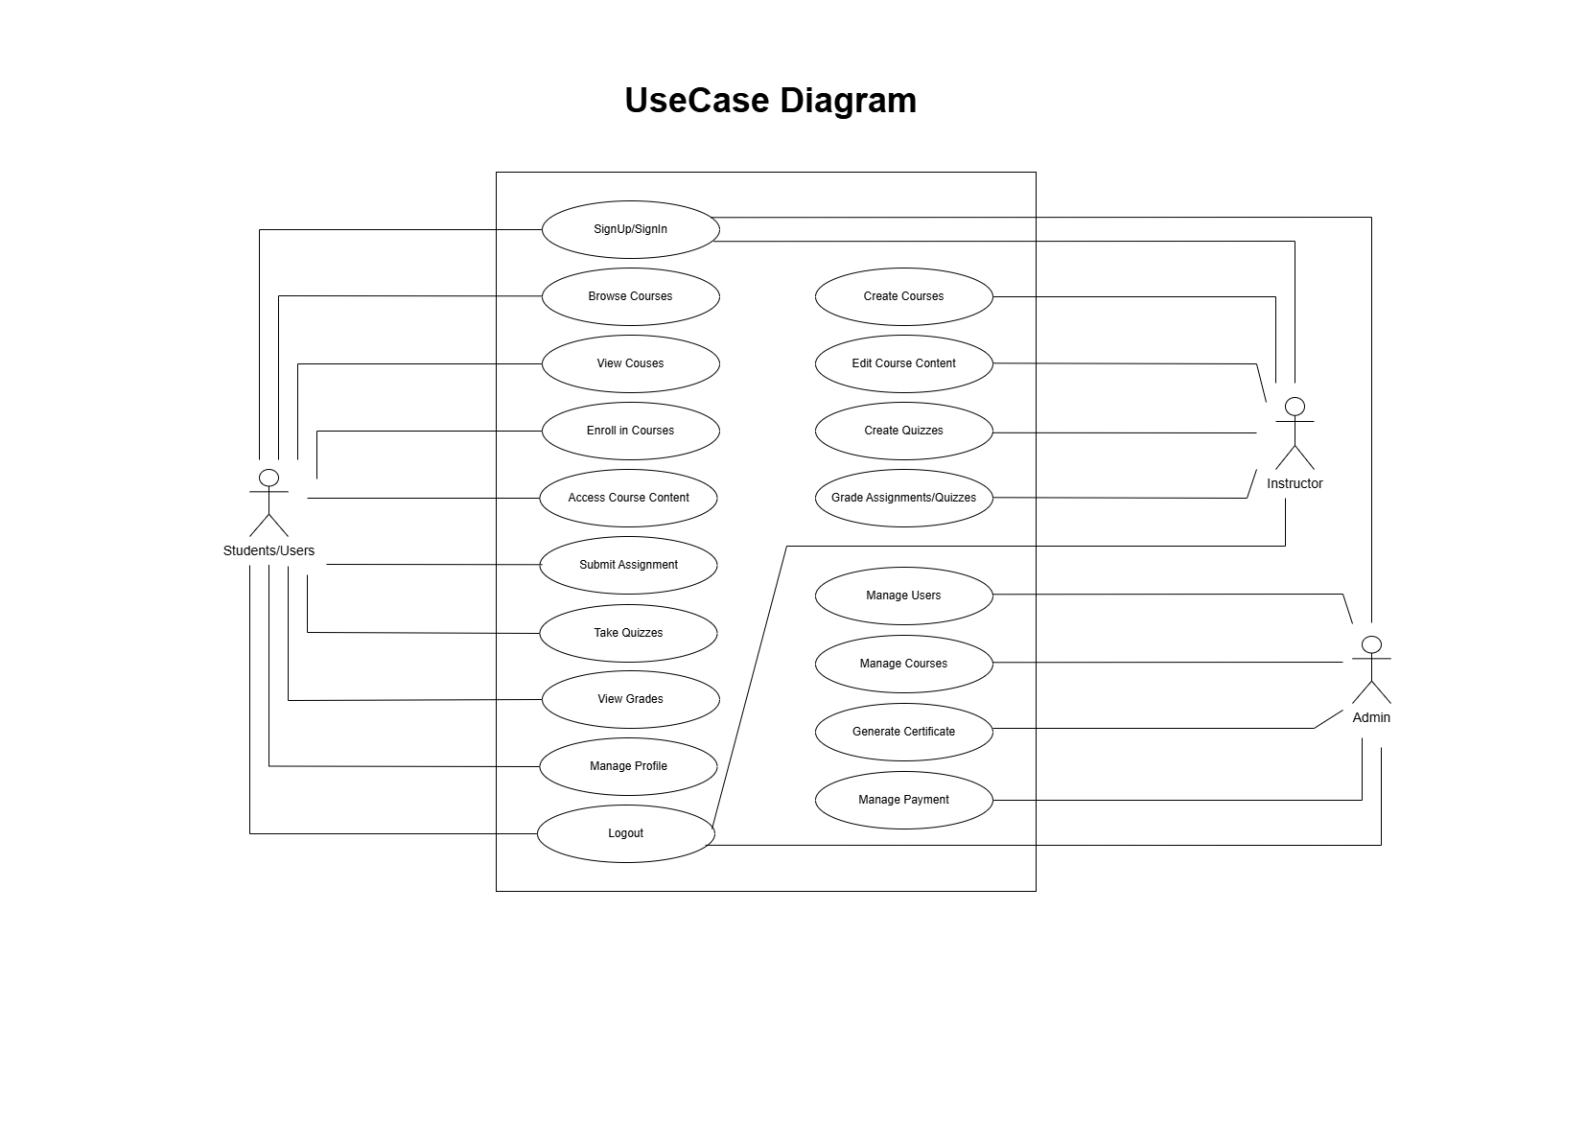 UseCase Diagram
SignUp/SignIn
Browse Courses
Create Courses
View Couses
Edit Course Content
Enroll in Courses
Create Quizzes
Instructor
Access Course Content
Grade Assignments/Quizzes
Students/Users
Submit Assignment
Manage Users
Take Quizzes
Manage Courses
View Grades
Admin
Generate Certificate
Manage Profile
Manage Payment
Logout